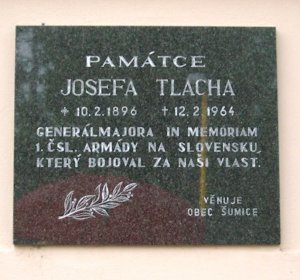 PAMÁTCE
JOSEFA TLACHA
+ 10.2.1896 + 12.2.1964
GENERÁLMAJORA IN MEMORIAM
1. ČSL. ARMÁDY NA SLOVENSKU,
KTERÝ BOJOVAL ZA NAŠI VLAST.
VĚNUJE
OBEC ŠUMICE